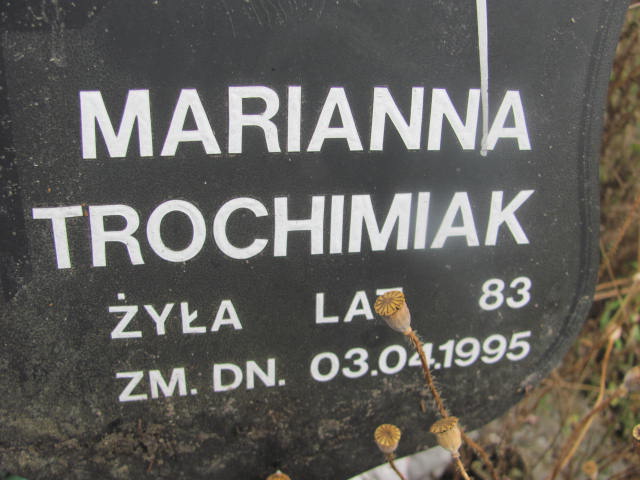 MARIANNA
TROCHIMIAK
ŻYŁA LAT 83
ZM. DN. 03.04.1995